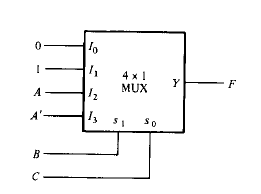 0 I₀
1 I₁
4 × 1
MUX
Y F
A I₂
A' I₃
s₁ s₀
B
C